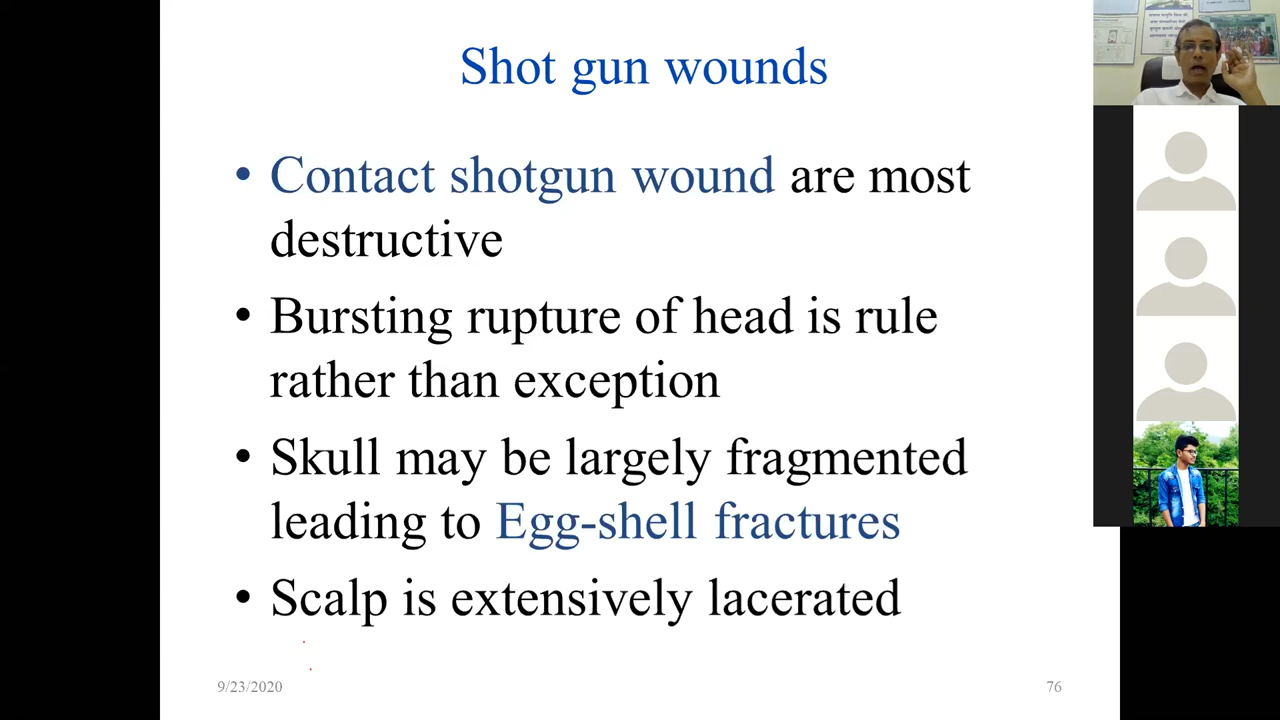 Shot gun wounds
• Contact shotgun wound are most
destructive
• Bursting rupture of head is rule
rather than exception
• Skull may be largely fragmented
leading to Egg-shell fractures
• Scalp is extensively lacerated
9/23/2020
76